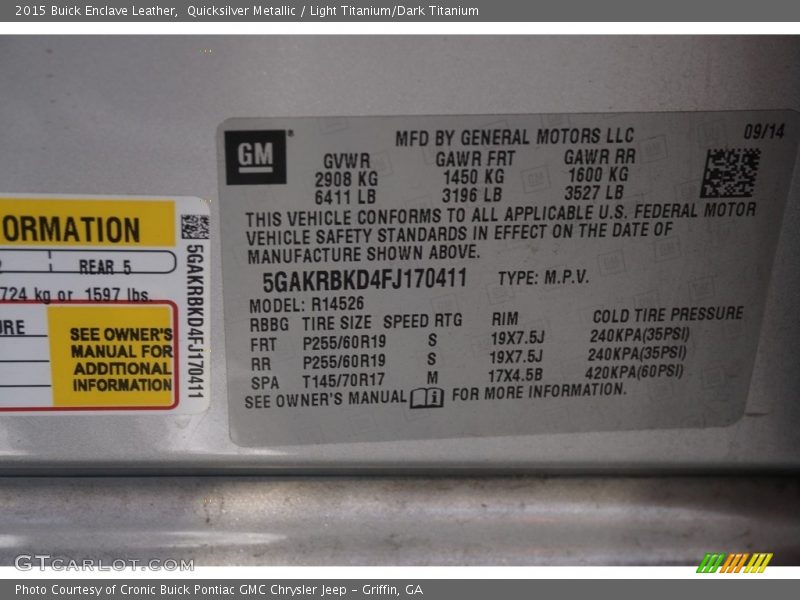 2015 Buick Enclave Leather,  Quicksilver Metallic / Light Titanium/Dark Titanium
GM
MFD BY GENERAL MOTORS LLC
09/14
GVWR GAWR FRT GAWR RR
2908 KG 1450 KG 1600 KG
6411 LB 3196 LB 3527 LB
THIS VEHICLE CONFORMS TO ALL APPLICABLE U.S. FEDERAL MOTOR
VEHICLE SAFETY STANDARDS IN EFFECT ON THE DATE OF
MANUFACTURE SHOWN ABOVE.
5GAKRBKD4FJ170411 TYPE: M.P.V.
MODEL: R14526
RBBG TIRE SIZE SPEED RTG RIM COLD TIRE PRESSURE
FRT P255/60R19 S 19X7.5J 240KPA(35PSI)
RR P255/60R19 S 19X7.5J 240KPA(35PSI)
SPA T145/70R17 M 17X4.5B 420KPA(60PSI)
SEE OWNER'S MANUAL FOR MORE INFORMATION.
ORMATION
REAR 5
724 kg or 1597 lbs.
URE
SEE OWNER'S
MANUAL FOR
ADDITIONAL
INFORMATION
5GAKRBKD4FJ170411
GTCARLOT.COM
Photo Courtesy of Cronic Buick Pontiac GMC Chrysler Jeep - Griffin, GA